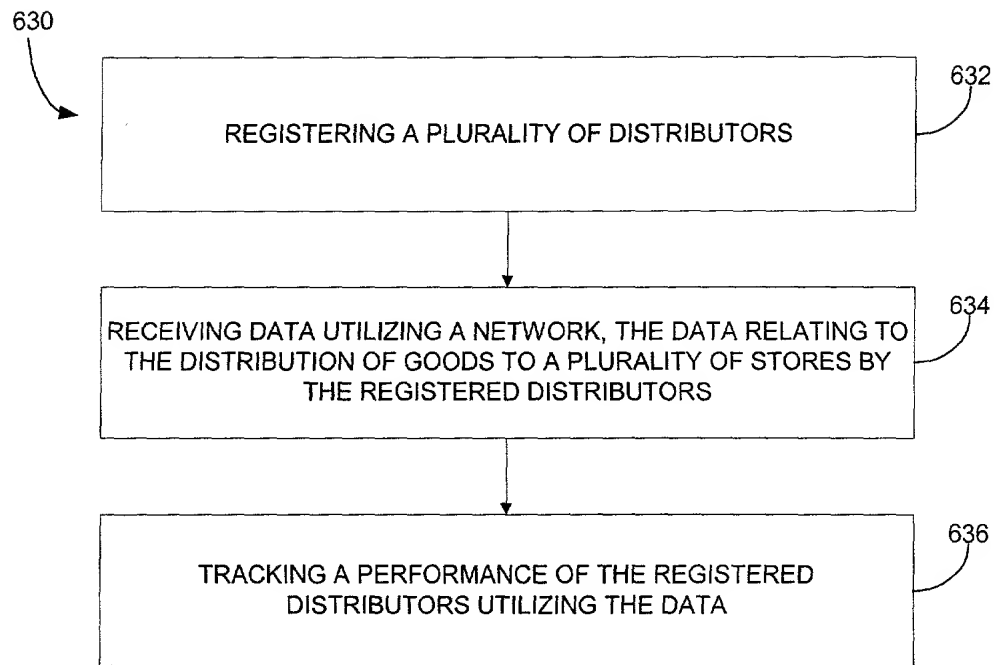 630
632
REGISTERING A PLURALITY OF DISTRIBUTORS
634
RECEIVING DATA UTILIZING A NETWORK, THE DATA RELATING TO
THE DISTRIBUTION OF GOODS TO A PLURALITY OF STORES BY
THE REGISTERED DISTRIBUTORS
636
TRACKING A PERFORMANCE OF THE REGISTERED
DISTRIBUTORS UTILIZING THE DATA